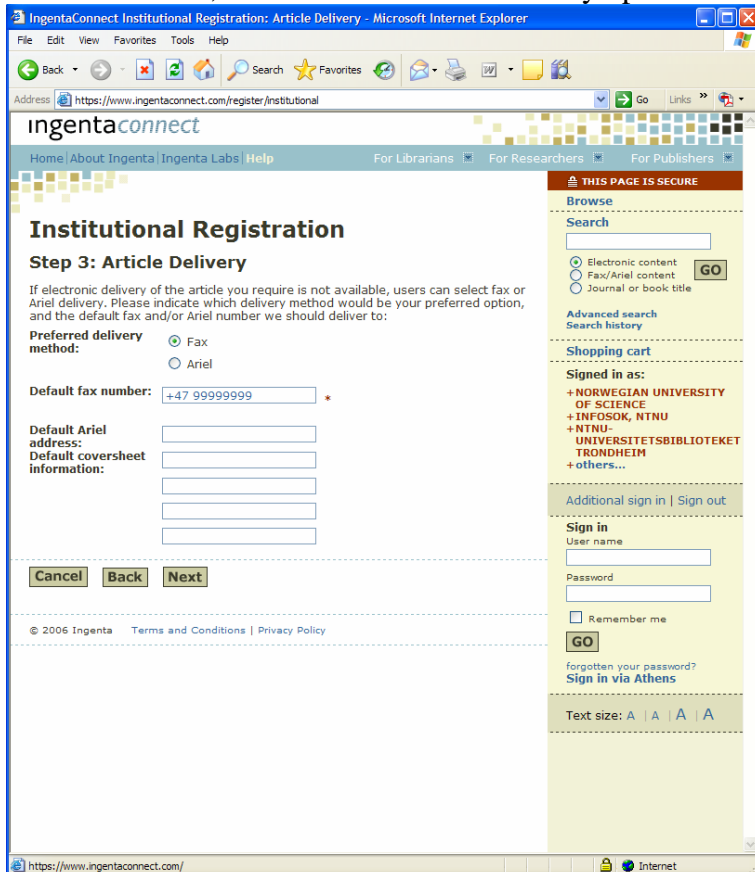 IngentaConnect Institutional Registration: Article Delivery - Microsoft Internet Explorer
File Edit View Favorites Tools Help
Back Search Favorites
Address https://www.ingentaconnect.com/register/institutional Go Links »
ingentaconnect
Home|About Ingenta|Ingenta Labs|Help For Librarians For Researchers For Publishers
THIS PAGE IS SECURE
Institutional Registration
Step 3: Article Delivery
If electronic delivery of the article you require is not available, users can select fax or
Ariel delivery. Please indicate which delivery method would be your preferred option,
and the default fax and/or Ariel number we should deliver to:
Preferred delivery
method:
Fax
Ariel
Default fax number: +47 99999999 *
Default Ariel
address:
Default coversheet
information:
Cancel Back Next
© 2006 Ingenta Terms and Conditions | Privacy Policy
Browse
Search
Electronic content
Fax/Ariel content
Journal or book title
GO
Advanced search
Search history
Shopping cart
Signed in as:
+NORWEGIAN UNIVERSITY
OF SCIENCE
+INFOSOK, NTNU
+NTNU-
UNIVERSITETSBIBLIOTEKET
TRONDHEIM
+others...
Additional sign in | Sign out
Sign in
User name
Password
Remember me
GO
forgotten your password?
Sign in via Athens
Text size: A | A | A | A
https://www.ingentaconnect.com/ Internet